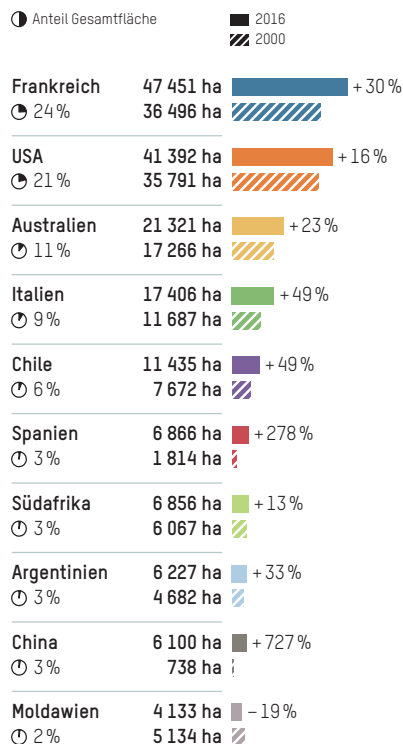 Anteil Gesamtfläche
2016
2000
Frankreich 47 451 ha +30 %
24 % 36 496 ha
USA 41 392 ha +16 %
21 % 35 791 ha
Australien 21 321 ha +23 %
11 % 17 266 ha
Italien 17 406 ha +49 %
9 % 11 687 ha
Chile 11 435 ha +49 %
6 % 7 672 ha
Spanien 6 866 ha +278 %
3 % 1 814 ha
Südafrika 6 856 ha +13 %
3 % 6 067 ha
Argentinien 6 227 ha +33 %
3 % 4 682 ha
China 6 100 ha +727 %
3 % 738 ha
Moldawien 4 133 ha –19 %
2 % 5 134 ha